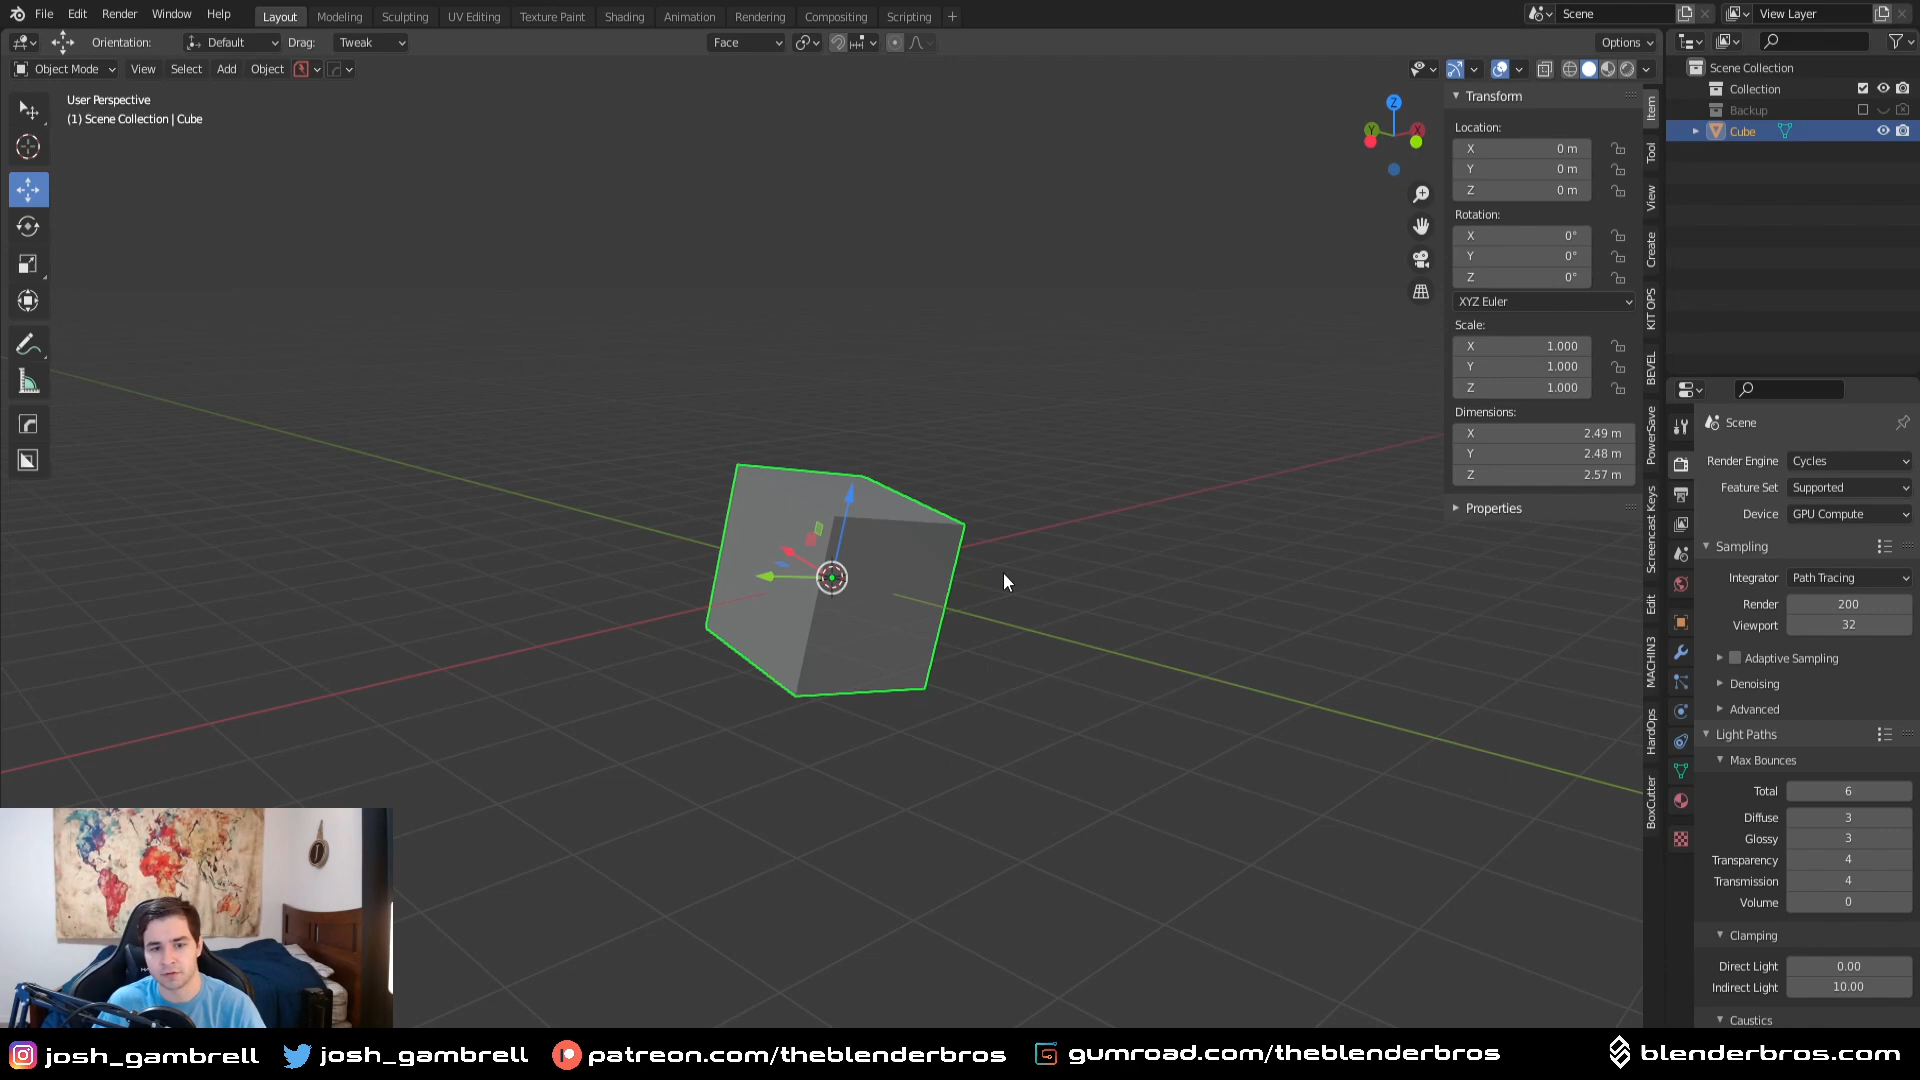 File Edit Render Window Help Layout Modeling Sculpting UV Editing Texture Paint Shading Animation Rendering Compositing Scripting + Scene View Layer
Orientation: Default Drag: Tweak Face Options
Object Mode View Select Add Object
User Perspective
(1) Scene Collection | Cube
Z
Y
X
Transform
Location:
X 0 m
Y 0 m
Z 0 m
Rotation:
X 0°
Y 0°
Z 0°
XYZ Euler
Scale:
X 1.000
Y 1.000
Z 1.000
Dimensions:
X 2.49 m
Y 2.48 m
Z 2.57 m
Properties
Item
Tool
View
Create
KIT OPS
BEVEL
PowerSave
Screencast Keys
Edit
MACHIN3
HardOps
BoxCutter
Scene Collection
Collection
Backup
Cube
Scene
Render Engine Cycles
Feature Set Supported
Device GPU Compute
Sampling
Integrator Path Tracing
Render 200
Viewport 32
Adaptive Sampling
Denoising
Advanced
Light Paths
Max Bounces
Total 6
Diffuse 3
Glossy 3
Transparency 4
Transmission 4
Volume 0
Clamping
Direct Light 0.00
Indirect Light 10.00
Caustics
josh_gambrell josh_gambrell patreon.com/theblenderbros gumroad.com/theblenderbros blenderbros.com